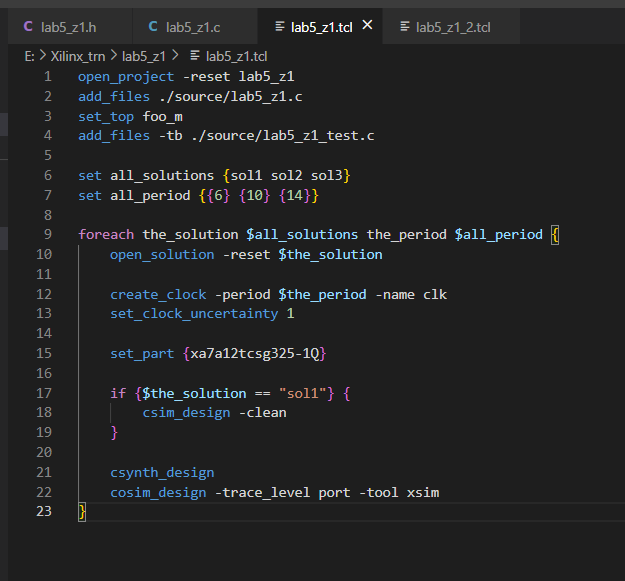 C lab5_z1.h
C lab5_z1.c
lab5_z1.tcl
lab5_z1_2.tcl
E: > Xilinx_trn > lab5_z1 > lab5_z1.tcl
1 open_project -reset lab5_z1
2 add_files ./source/lab5_z1.c
3 set_top foo_m
4 add_files -tb ./source/lab5_z1_test.c
5
6 set all_solutions {sol1 sol2 sol3}
7 set all_period {{6} {10} {14}}
8
9 foreach the_solution $all_solutions the_period $all_period {
10     open_solution -reset $the_solution
11
12     create_clock -period $the_period -name clk
13     set_clock_uncertainty 1
14
15     set_part {xa7a12tcsg325-1Q}
16
17     if {$the_solution == "sol1"} {
18         csim_design -clean
19     }
20
21     csynth_design
22     cosim_design -trace_level port -tool xsim
23 }